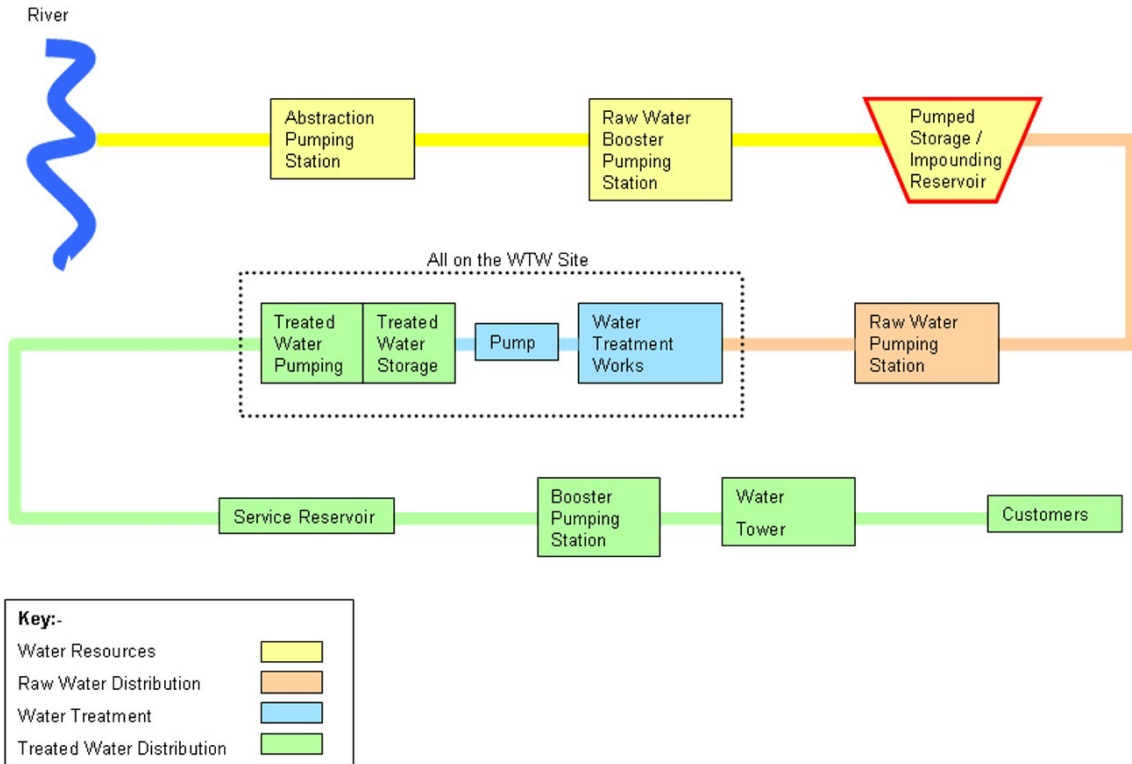 River
Abstraction
Pumping
Station
Raw Water
Booster
Pumping
Station
Pumped
Storage /
Impounding
Reservoir
All on the WTW Site
Treated
Water
Pumping
Treated
Water
Storage
Pump
Water
Treatment
Works
Raw Water
Pumping
Station
Service Reservoir
Booster
Pumping
Station
Water
Tower
Customers
Key:-
Water Resources
Raw Water Distribution
Water Treatment
Treated Water Distribution